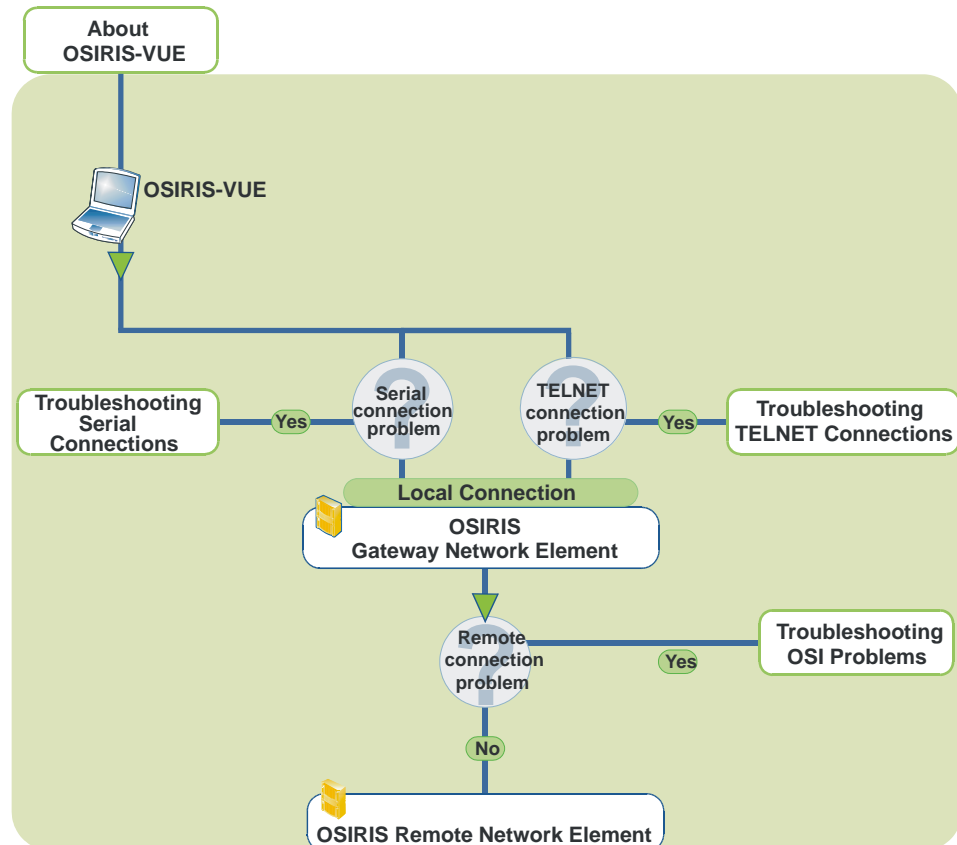 About
OSIRIS-VUE
OSIRIS-VUE
Serial
connection
problem
TELNET
connection
problem
Troubleshooting
Serial
Connections
Yes
Yes
Troubleshooting
TELNET Connections
Local Connection
OSIRIS
Gateway Network Element
Remote
connection
problem
Yes
Troubleshooting
OSI Problems
No
OSIRIS Remote Network Element